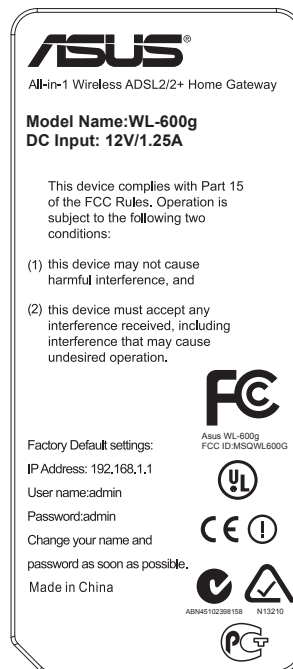 ASUS®
All-in-1 Wireless ADSL2/2+ Home Gateway
Model Name:WL-600g
DC Input: 12V/1.25A
This device complies with Part 15
of the FCC Rules. Operation is
subject to the following two
conditions:
(1) this device may not cause
harmful interference, and
(2) this device must accept any
interference received, including
interference that may cause
undesired operation.
FC
Asus WL-600g
FCC ID:MSQWL600G
Factory Default settings:
IP Address: 192.168.1.1
User name:admin
Password:admin
Change your name and
password as soon as possible.
Made in China
UL
CE
ABN45102398158
N13210
PCT